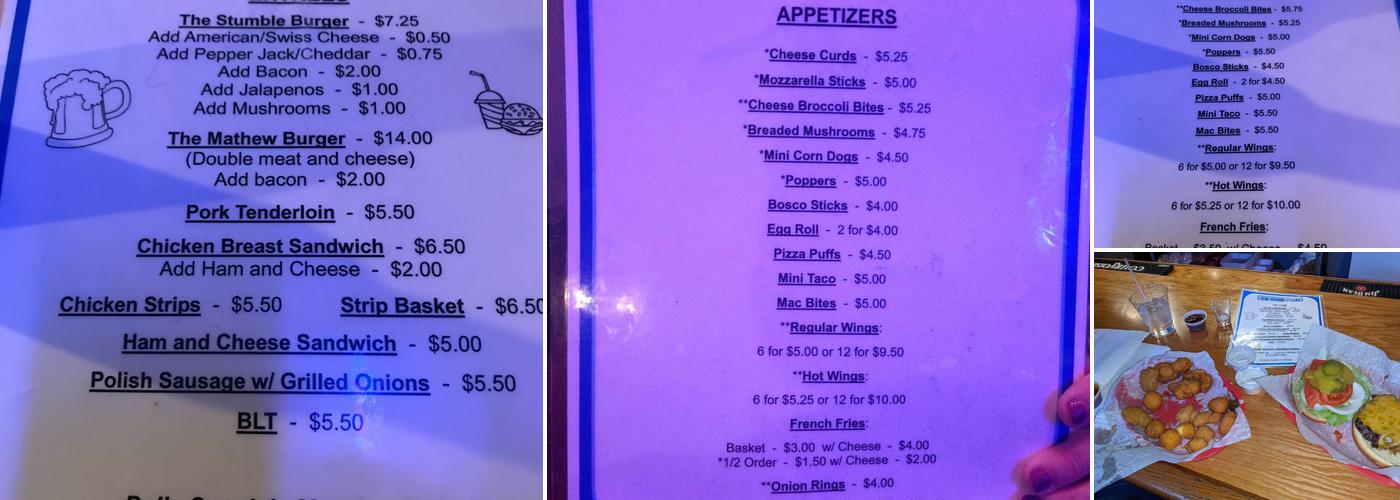 The Stumble Burger - $7.25
Add American/Swiss Cheese - $0.50
Add Pepper Jack/Cheddar - $0.75
Add Bacon - $2.00
Add Jalapenos - $1.00
Add Mushrooms - $1.00
The Mathew Burger - $14.00
(Double meat and cheese)
Add bacon - $2.00
Pork Tenderloin - $5.50
Chicken Breast Sandwich - $6.50
Add Ham and Cheese - $2.00
Chicken Strips - $5.50 Strip Basket - $6.50
Ham and Cheese Sandwich - $5.00
Polish Sausage w/ Grilled Onions - $5.50
BLT - $5.50
APPETIZERS
*Cheese Curds - $5.25
*Mozzarella Sticks - $5.00
**Cheese Broccoli Bites - $5.25
*Breaded Mushrooms - $4.75
*Mini Corn Dogs - $4.50
*Poppers - $5.00
Bosco Sticks - $4.00
Egg Roll - 2 for $4.00
Pizza Puffs - $4.50
Mini Taco - $5.00
Mac Bites - $5.00
**Regular Wings:
6 for $5.00 or 12 for $9.50
**Hot Wings:
6 for $5.25 or 12 for $10.00
French Fries:
Basket - $3.00 w/ Cheese - $4.00
*1/2 Order - $1.50 w/ Cheese - $2.00
**Onion Rings - $4.00
**Cheese Broccoli Bites - $5.75
*Breaded Mushrooms - $5.25
*Mini Corn Dogs - $5.00
*Poppers - $5.50
Bosco Sticks - $4.50
Egg Roll - 2 for $4.50
Pizza Puffs - $5.00
Mini Taco - $5.50
Mac Bites - $5.50
**Regular Wings:
6 for $5.00 or 12 for $9.50
**Hot Wings:
6 for $5.25 or 12 for $10.00
French Fries:
Basket - $3.50 w/ Cheese - $4.50
JIM BEAM